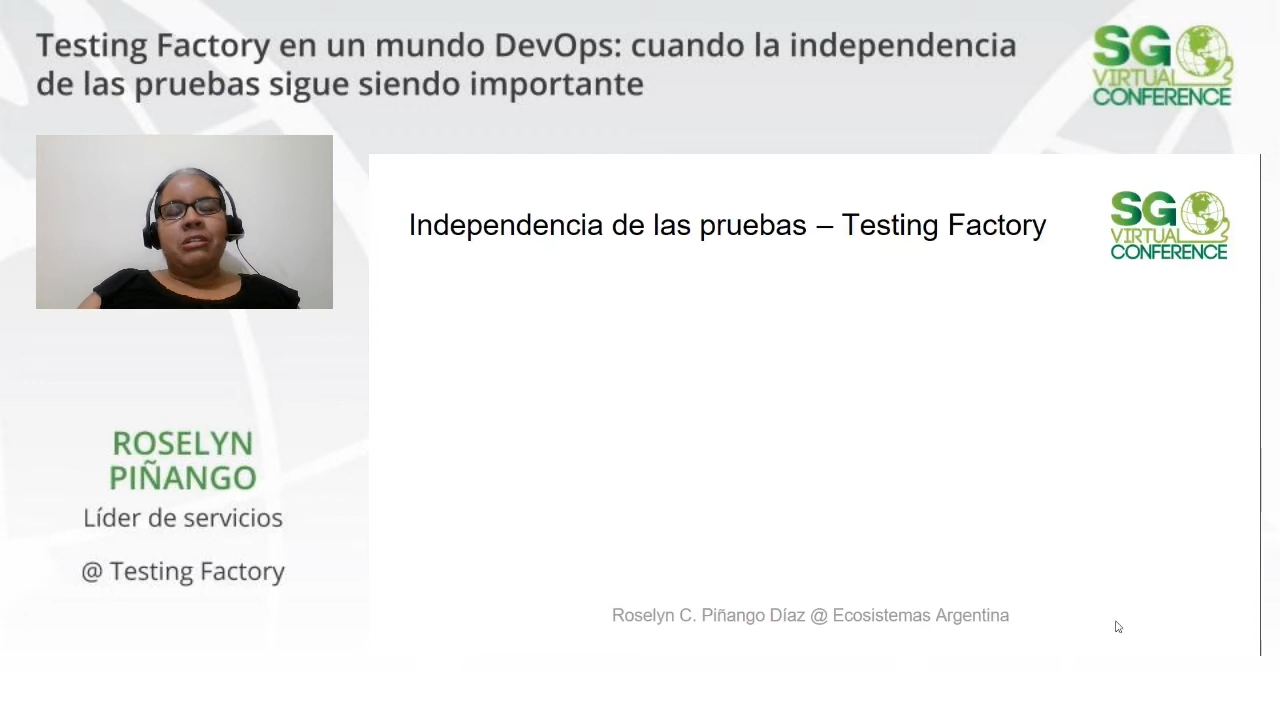 Testing Factory en un mundo DevOps: cuando la independencia
de las pruebas sigue siendo importante
SG
VIRTUAL
CONFERENCE
Independencia de las pruebas – Testing Factory
SG
VIRTUAL
CONFERENCE
ROSELYN
PIÑANGO
Líder de servicios
@ Testing Factory
Roselyn C. Piñango Díaz @ Ecosistemas Argentina